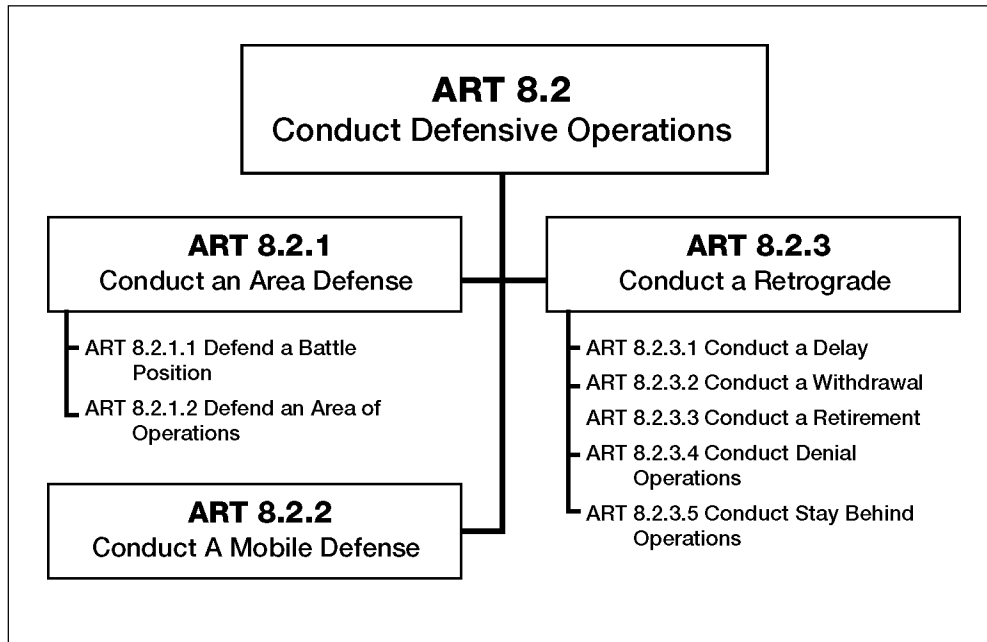 ART 8.2
Conduct Defensive Operations
ART 8.2.1
Conduct an Area Defense
ART 8.2.1.1 Defend a Battle
Position
ART 8.2.1.2 Defend an Area of
Operations
ART 8.2.2
Conduct A Mobile Defense
ART 8.2.3
Conduct a Retrograde
ART 8.2.3.1 Conduct a Delay
ART 8.2.3.2 Conduct a Withdrawal
ART 8.2.3.3 Conduct a Retirement
ART 8.2.3.4 Conduct Denial
Operations
ART 8.2.3.5 Conduct Stay Behind
Operations